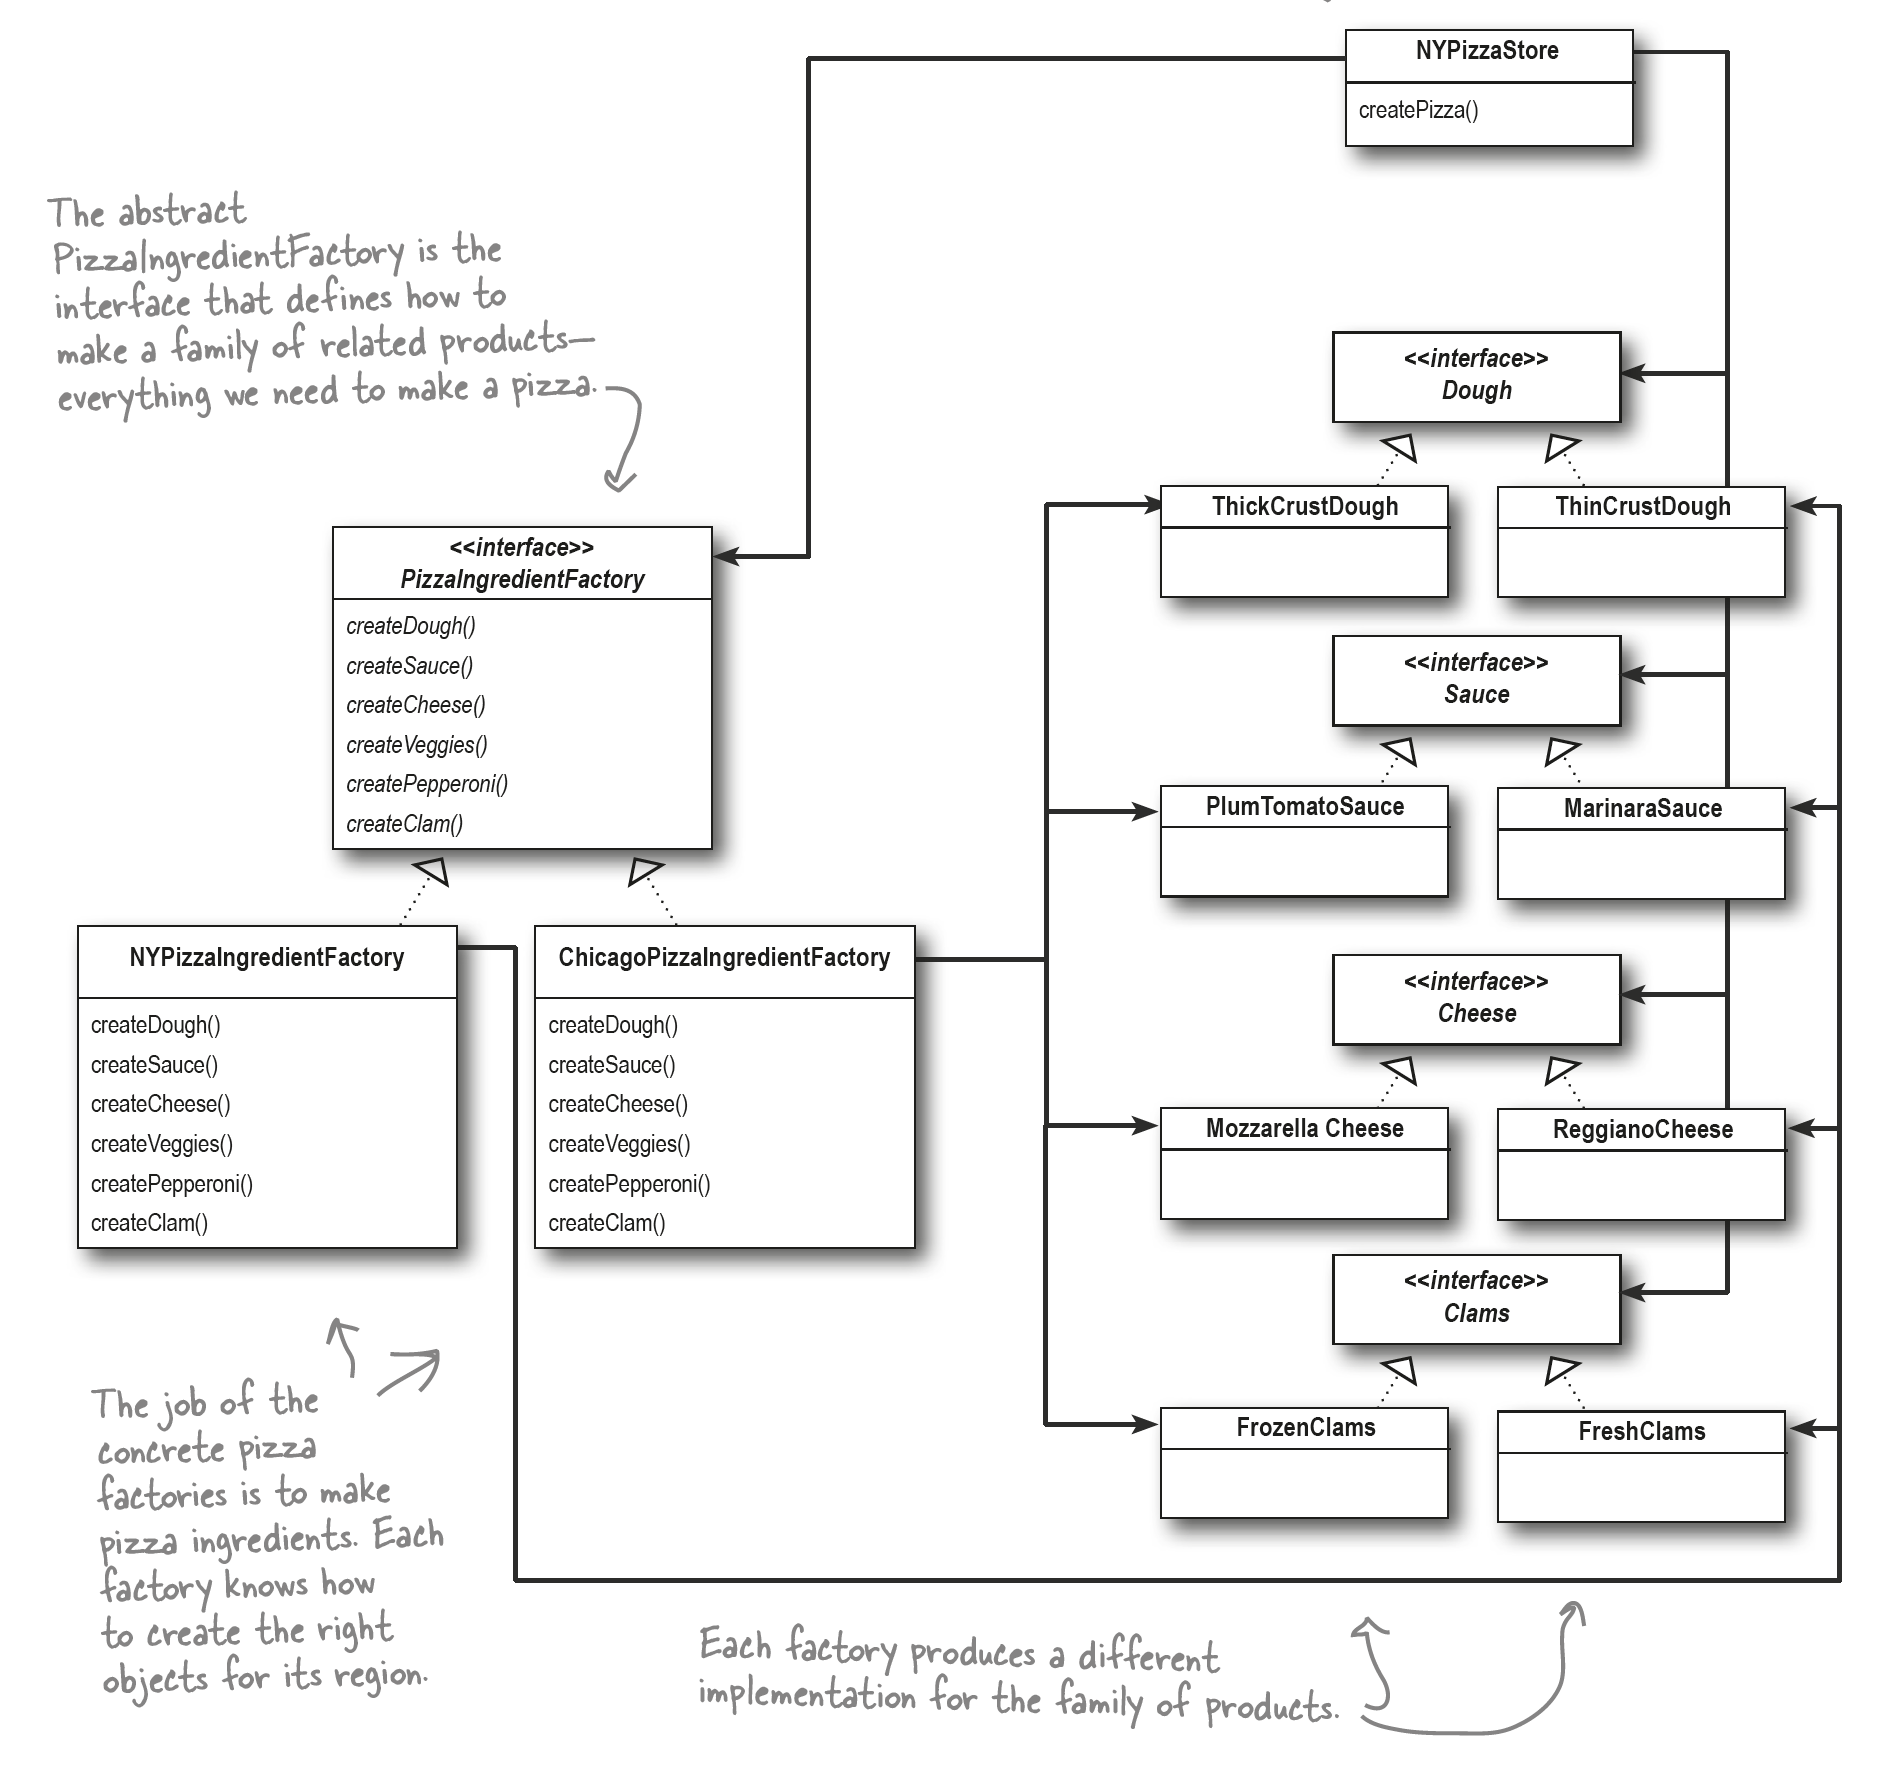 NYPizzaStore
createPizza()
The abstract
PizzaIngredientFactory is the
interface that defines how to
make a family of related products—
everything we need to make a pizza.
<<interface>>
PizzaIngredientFactory
createDough()
createSauce()
createCheese()
createVeggies()
createPepperoni()
createClam()
NYPizzaIngredientFactory
createDough()
createSauce()
createCheese()
createVeggies()
createPepperoni()
createClam()
ChicagoPizzaIngredientFactory
createDough()
createSauce()
createCheese()
createVeggies()
createPepperoni()
createClam()
<<interface>>
Dough
ThickCrustDough
ThinCrustDough
<<interface>>
Sauce
PlumTomatoSauce
MarinaraSauce
<<interface>>
Cheese
Mozzarella Cheese
ReggianoCheese
<<interface>>
Clams
FrozenClams
FreshClams
The job of the
concrete pizza
factories is to make
pizza ingredients. Each
factory knows how
to create the right
objects for its region.
Each factory produces a different
implementation for the family of products.